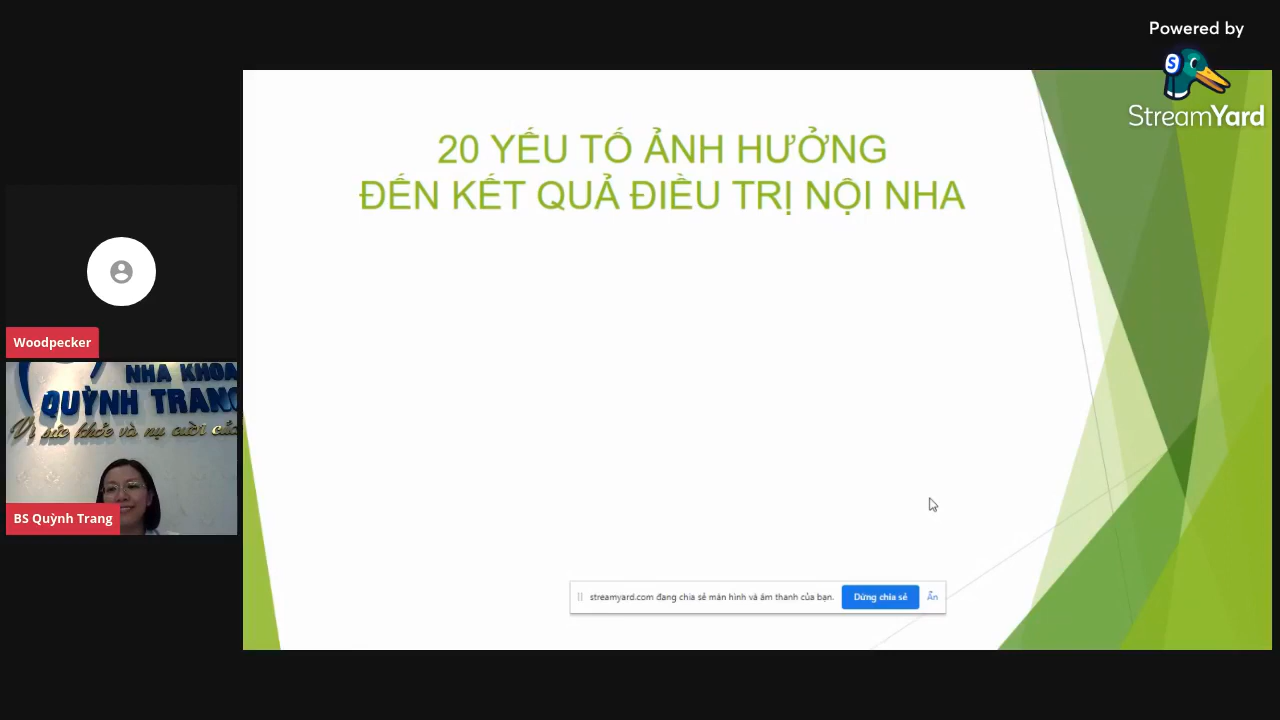 Powered by
StreamYard
20 YẾU TỐ ẢNH HƯỞNG
ĐẾN KẾT QUẢ ĐIỀU TRỊ NỘI NHA
Woodpecker
NHA KHOA
QUỲNH TRANG
Vì sức khỏe và nụ cười của
BS Quỳnh Trang
streamyard.com đang chia sẻ màn hình và âm thanh của bạn.
Dừng chia sẻ
Ẩn